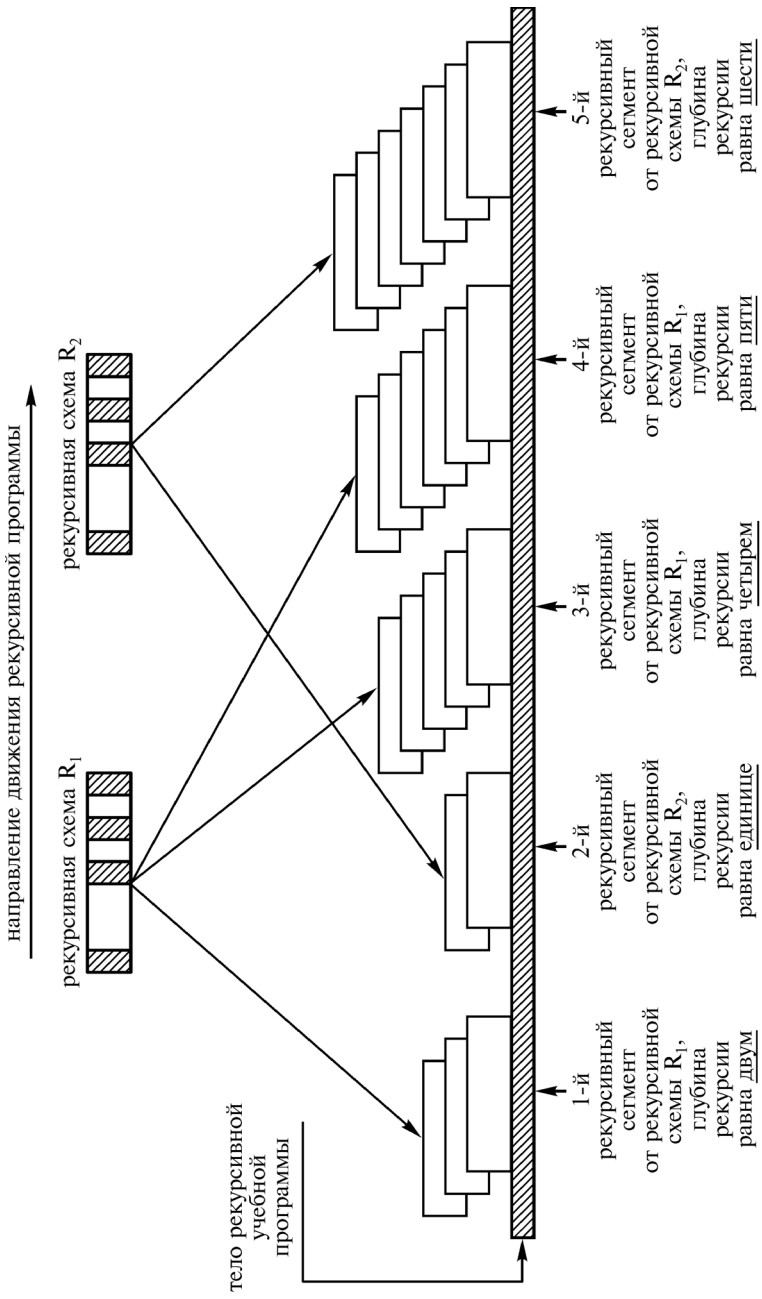 направление движения рекурсивной программы
рекурсивная схема R₁
рекурсивная схема R₂
тело рекурсивной
учебной
программы
1-й
рекурсивный
сегмент
от рекурсивной
схемы R₁,
глубина
рекурсии
равна двум
2-й
рекурсивный
сегмент
от рекурсивной
схемы R₂,
глубина
рекурсии
равна единице
3-й
рекурсивный
сегмент
от рекурсивной
схемы R₁,
глубина
рекурсии
равна четырем
4-й
рекурсивный
сегмент
от рекурсивной
схемы R₁,
глубина
рекурсии
равна пяти
5-й
рекурсивный
сегмент
от рекурсивной
схемы R₂,
глубина
рекурсии
равна шести